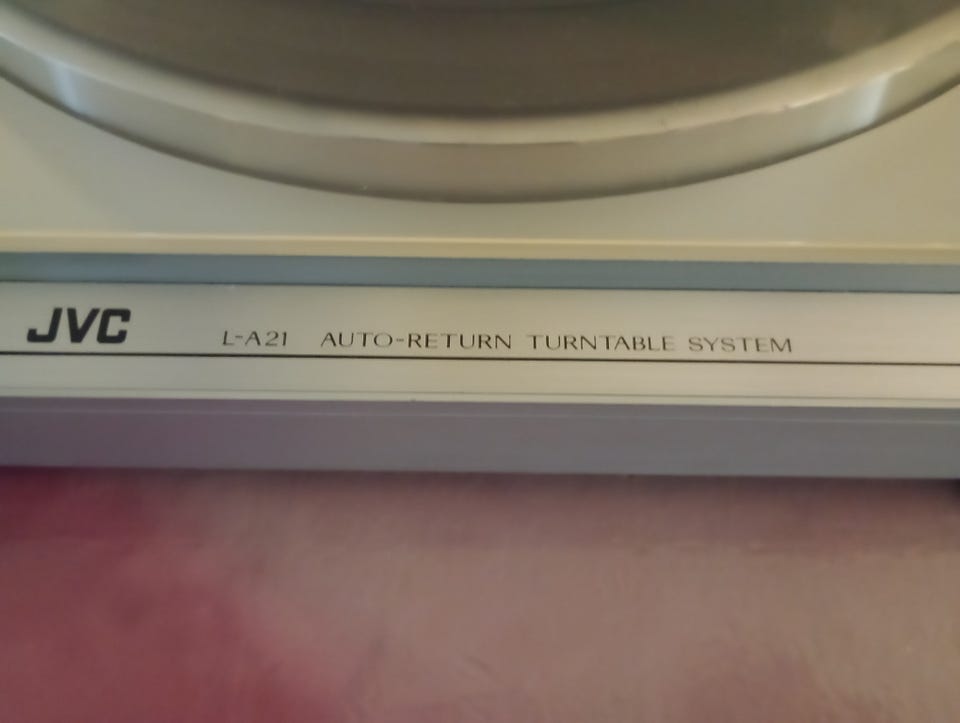 JVC L-A21 AUTO-RETURN TURNTABLE SYSTEM